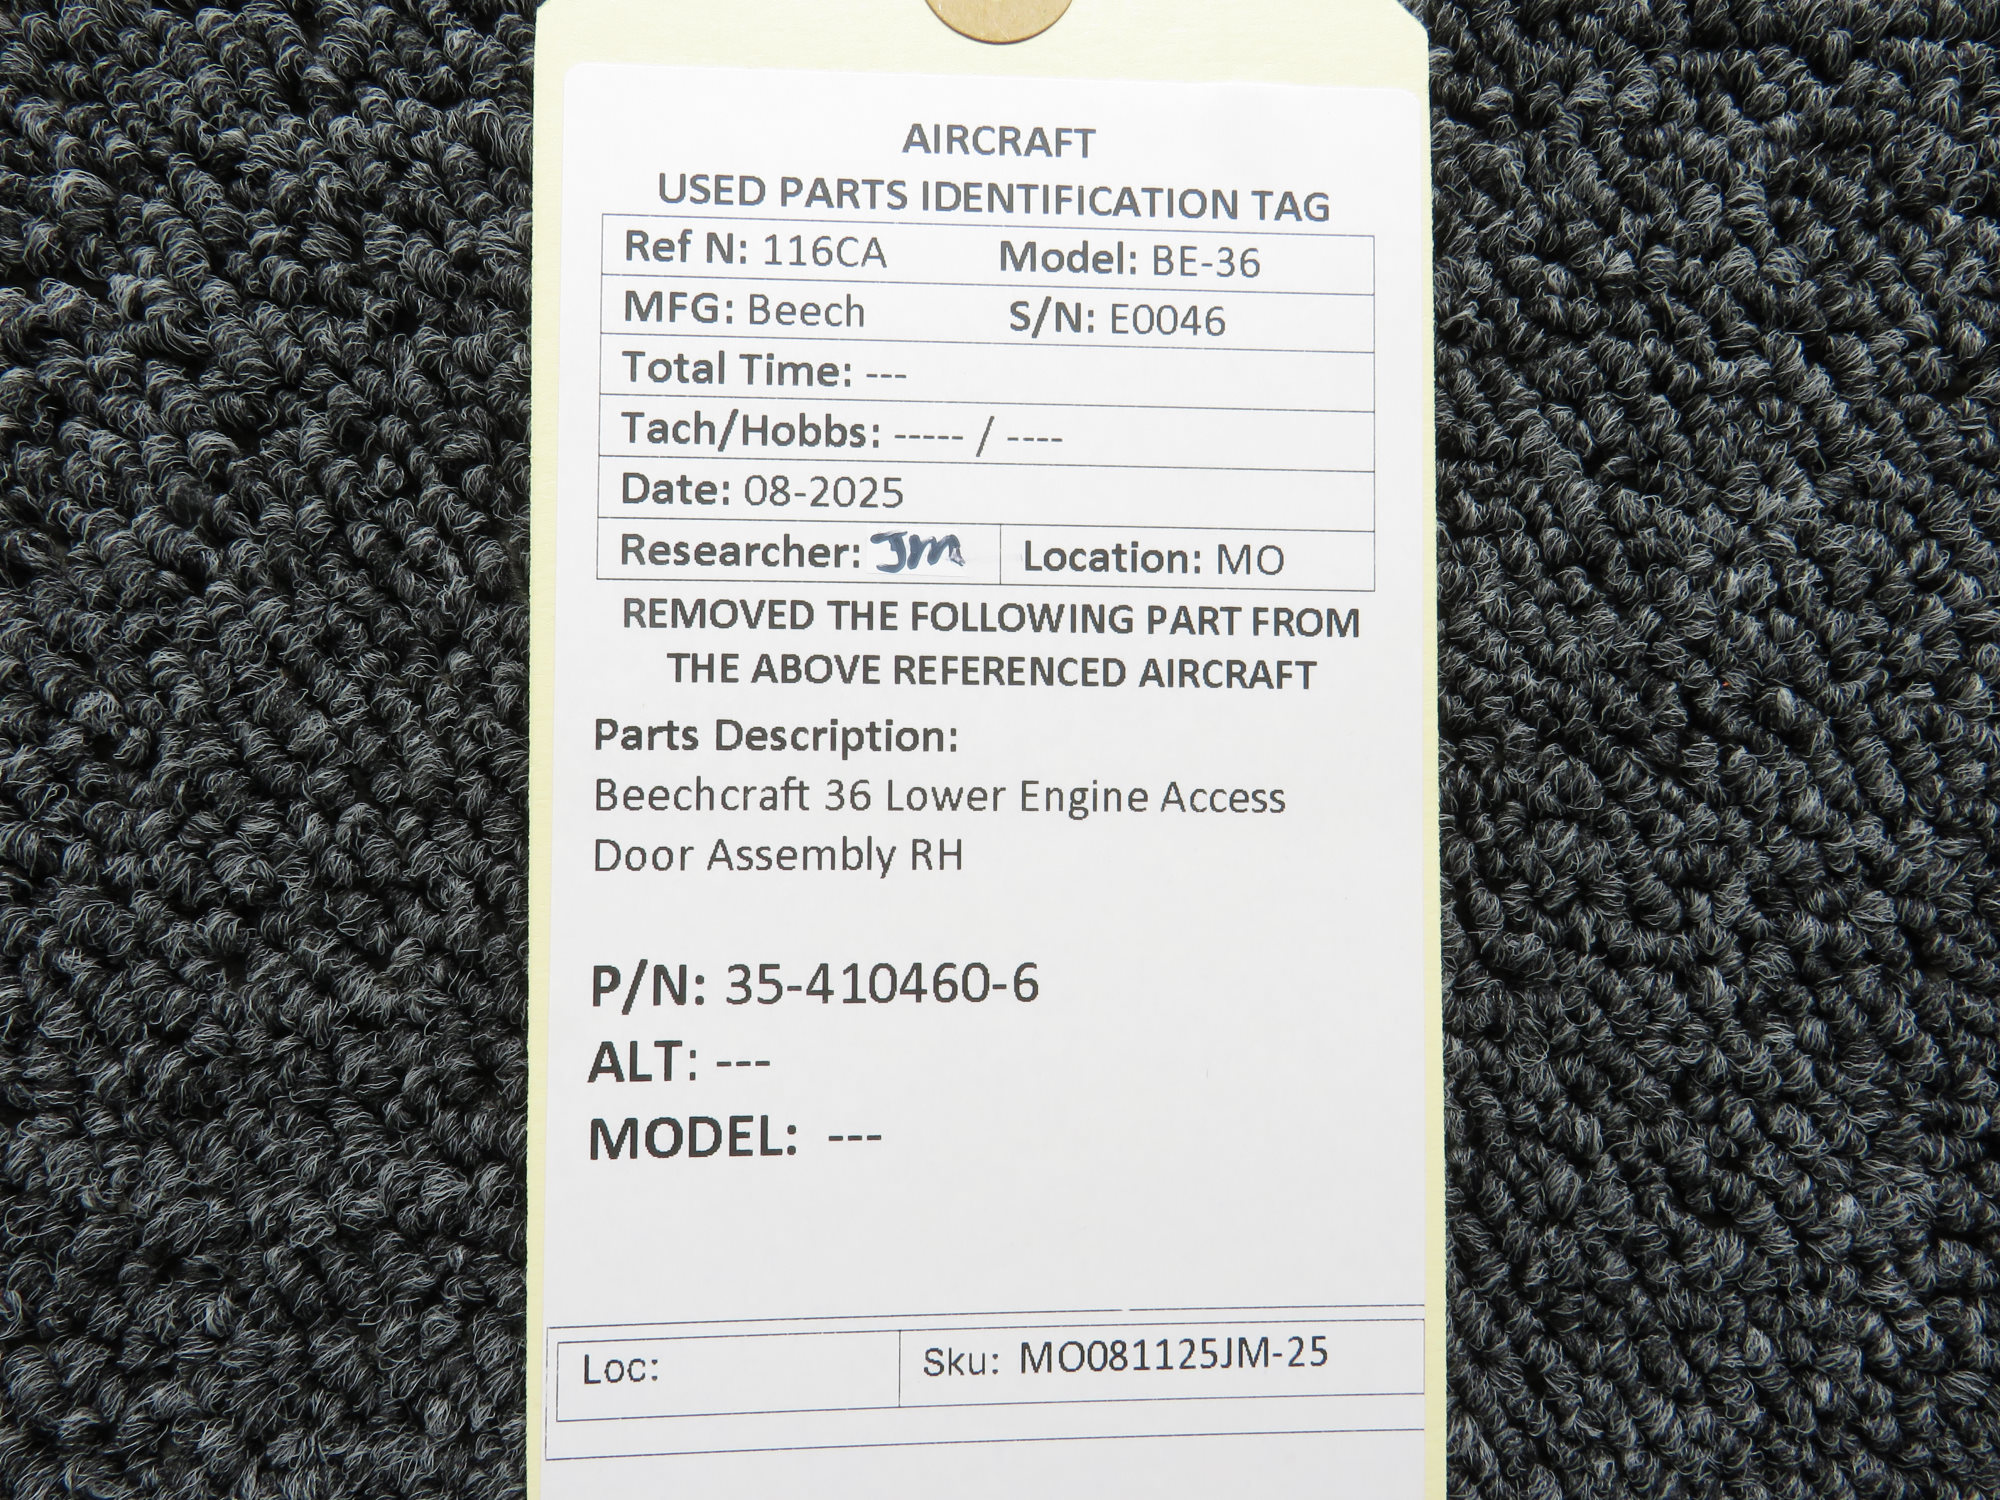 AIRCRAFT
USED PARTS IDENTIFICATION TAG
Ref N: 116CA Model: BE-36
MFG: Beech S/N: E0046
Total Time: ---
Tach/Hobbs: ----- / ----
Date: 08-2025
Researcher: JM Location: MO
REMOVED THE FOLLOWING PART FROM
THE ABOVE REFERENCED AIRCRAFT
Parts Description:
Beechcraft 36 Lower Engine Access
Door Assembly RH
P/N: 35-410460-6
ALT: ---
MODEL: ---
Loc: Sku: MO081125JM-25